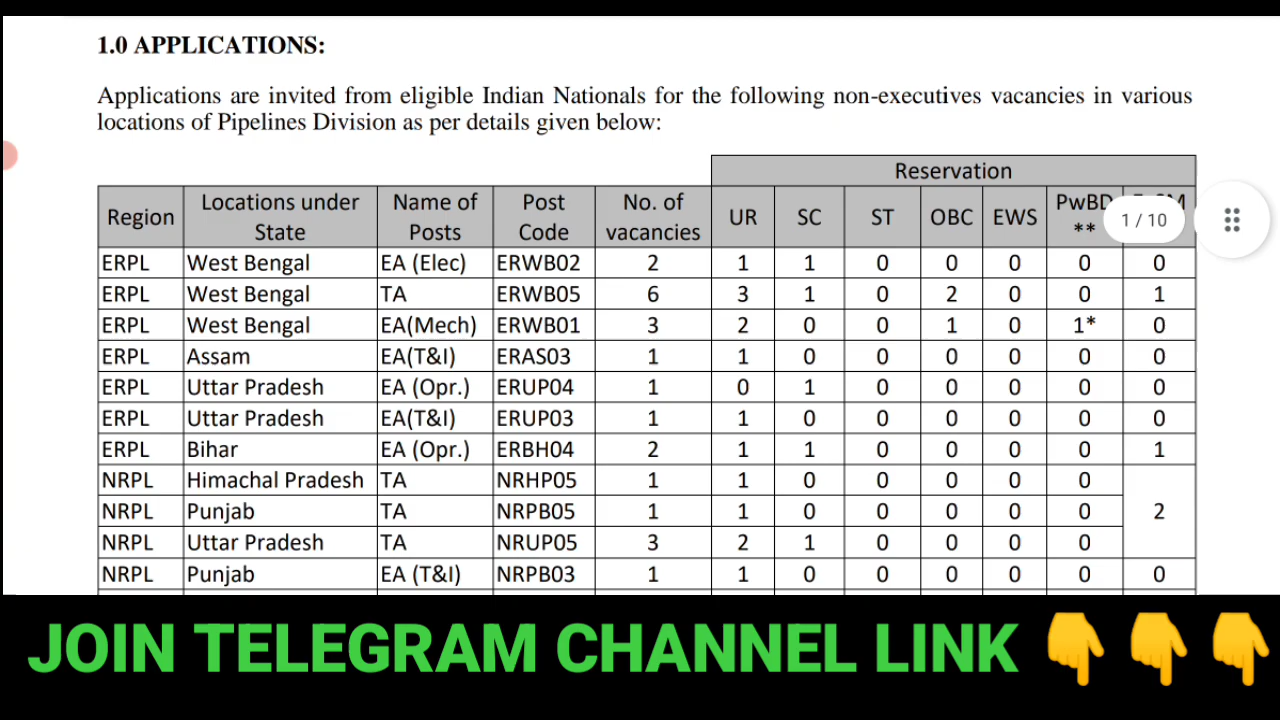 1.0 APPLICATIONS:
Applications are invited from eligible Indian Nationals for the following non-executives vacancies in various
locations of Pipelines Division as per details given below:
Reservation
Region Locations under State Name of Posts Post Code No. of vacancies UR SC ST OBC EWS PwBD **
1 / 10
ERPL West Bengal EA (Elec) ERWB02 2 1 1 0 0 0 0 0
ERPL West Bengal TA ERWB05 6 3 1 0 2 0 0 1
ERPL West Bengal EA(Mech) ERWB01 3 2 0 0 1 0 1* 0
ERPL Assam EA(T&I) ERAS03 1 1 0 0 0 0 0 0
ERPL Uttar Pradesh EA (Opr.) ERUP04 1 0 1 0 0 0 0 0
ERPL Uttar Pradesh EA(T&I) ERUP03 1 1 0 0 0 0 0 0
ERPL Bihar EA (Opr.) ERBH04 2 1 1 0 0 0 0 1
NRPL Himachal Pradesh TA NRHP05 1 1 0 0 0 0 0
NRPL Punjab TA NRPB05 1 1 0 0 0 0 0 2
NRPL Uttar Pradesh TA NRUP05 3 2 1 0 0 0 0
NRPL Punjab EA (T&I) NRPB03 1 1 0 0 0 0 0 0
JOIN TELEGRAM CHANNEL LINK 👇 👇 👇